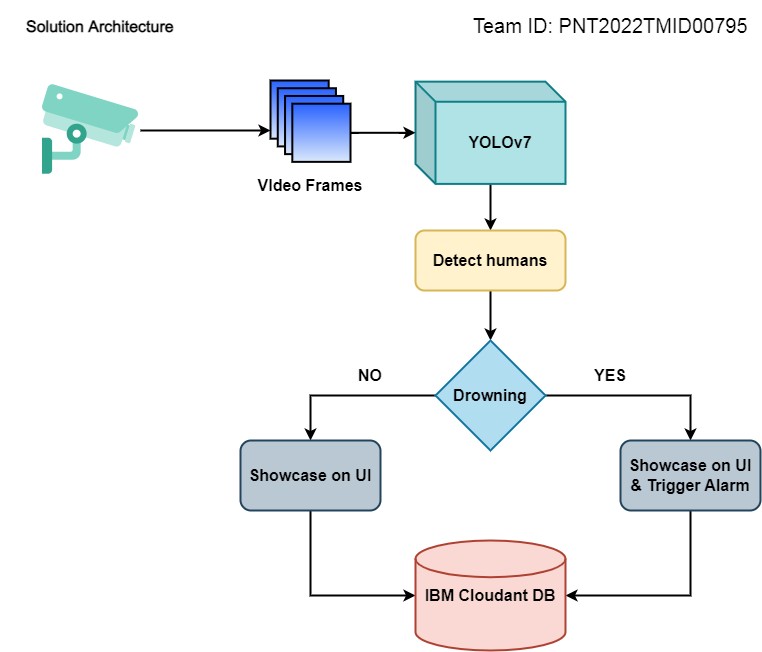 Solution Architecture
Team ID: PNT2022TMID00795
YOLOv7
VIdeo Frames
Detect humans
NO
YES
Drowning
Showcase on UI
Showcase on UI
& Trigger Alarm
IBM Cloudant DB